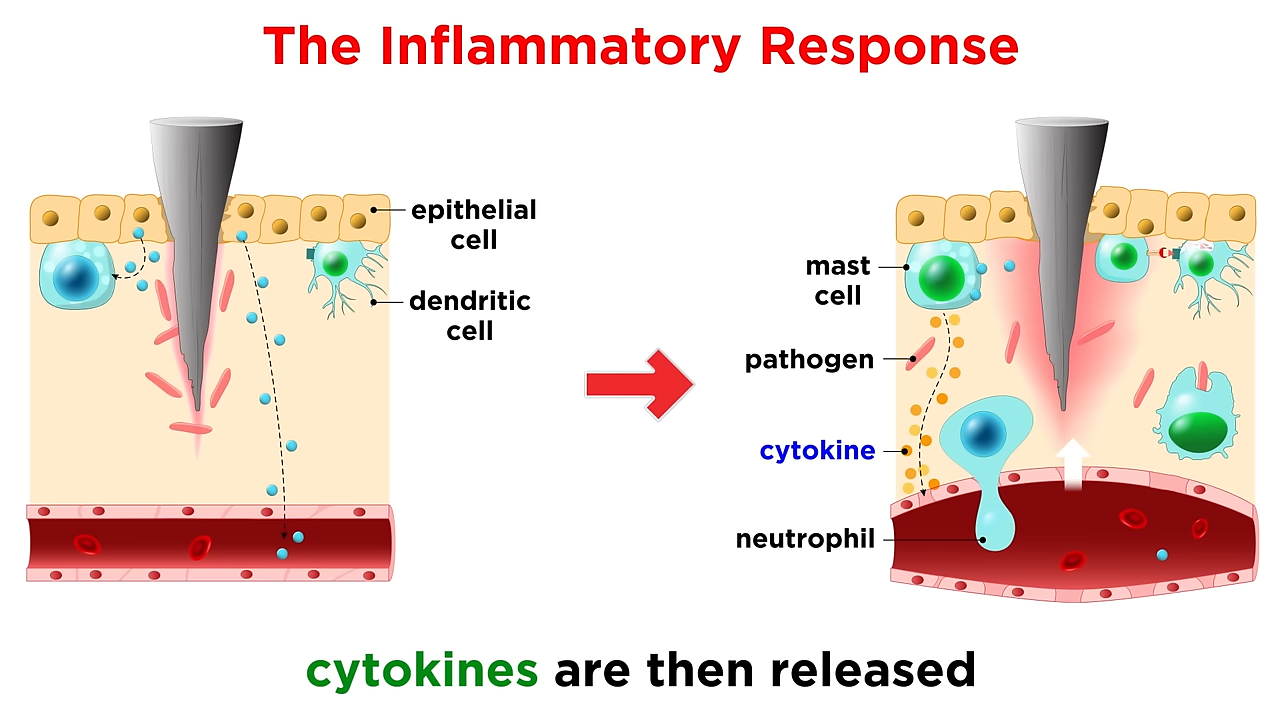 The Inflammatory Response
epithelial
cell
dendritic
cell
mast
cell
pathogen
cytokine
neutrophil
cytokines are then released